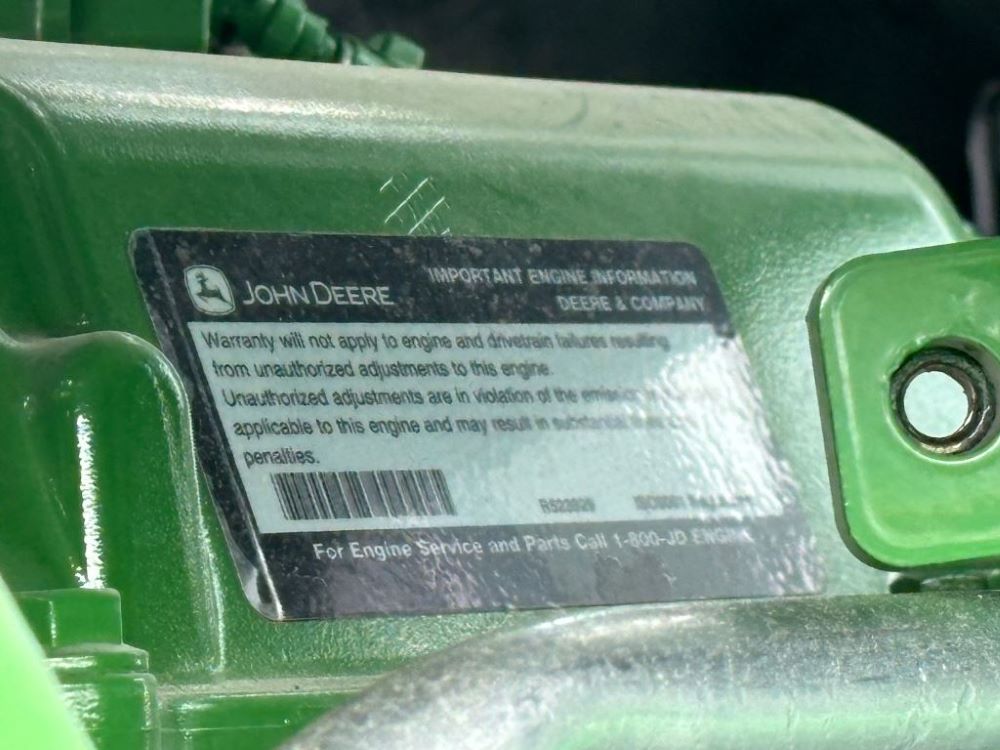 JOHN DEERE
IMPORTANT ENGINE INFORMATION
DEERE & COMPANY
Warranty will not apply to engine and drivetrain failures resulting
from unauthorized adjustments to this engine.
Unauthorized adjustments are in violation of the
applicable to this engine and may result in substantial
penalties.
For Engine Service and Parts Call 1-800-JD